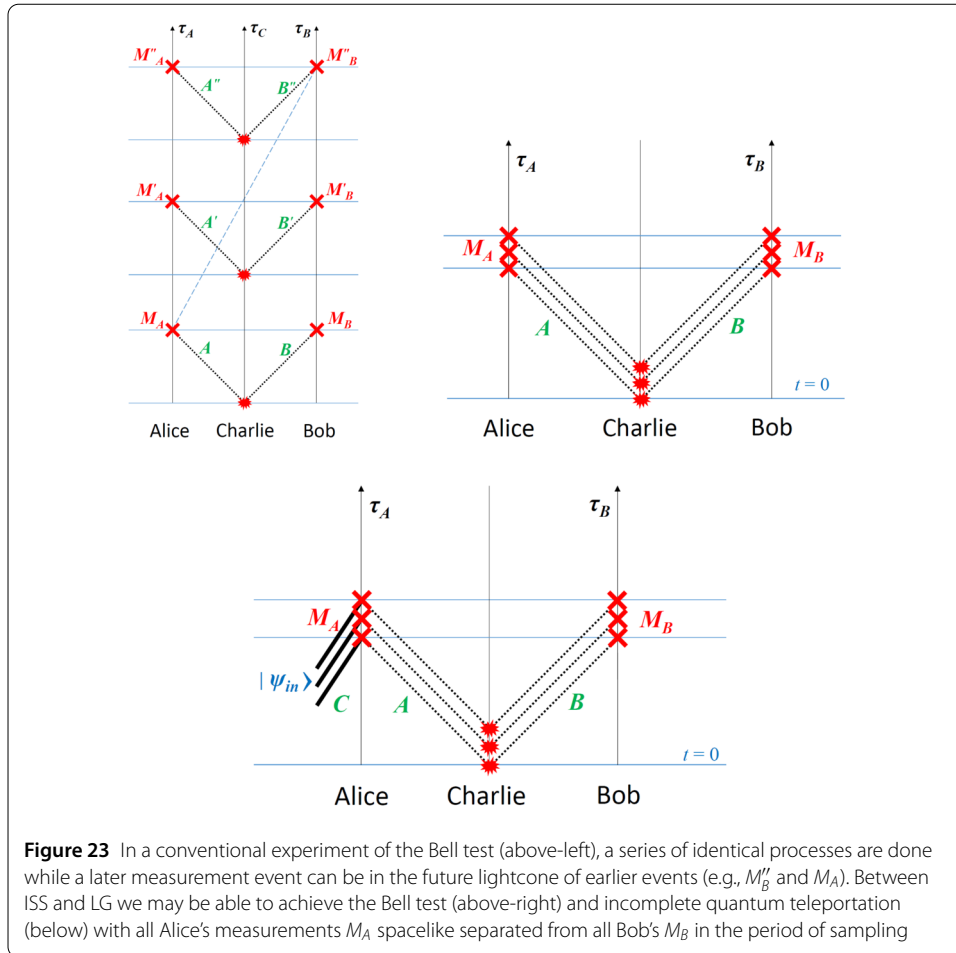 τA τC τB
M"A M"B
A" B"
M'A M'B
A' B'
MA MB
A B
Alice Charlie Bob
τA τB
MA MB
A B
t = 0
Alice Charlie Bob
τA τB
MA MB
| ψin⟩
C A B
t = 0
Alice Charlie Bob
Figure 23 In a conventional experiment of the Bell test (above-left), a series of identical processes are done
while a later measurement event can be in the future lightcone of earlier events (e.g., M″B and MA). Between
ISS and LG we may be able to achieve the Bell test (above-right) and incomplete quantum teleportation
(below) with all Alice's measurements MA spacelike separated from all Bob's MB in the period of sampling